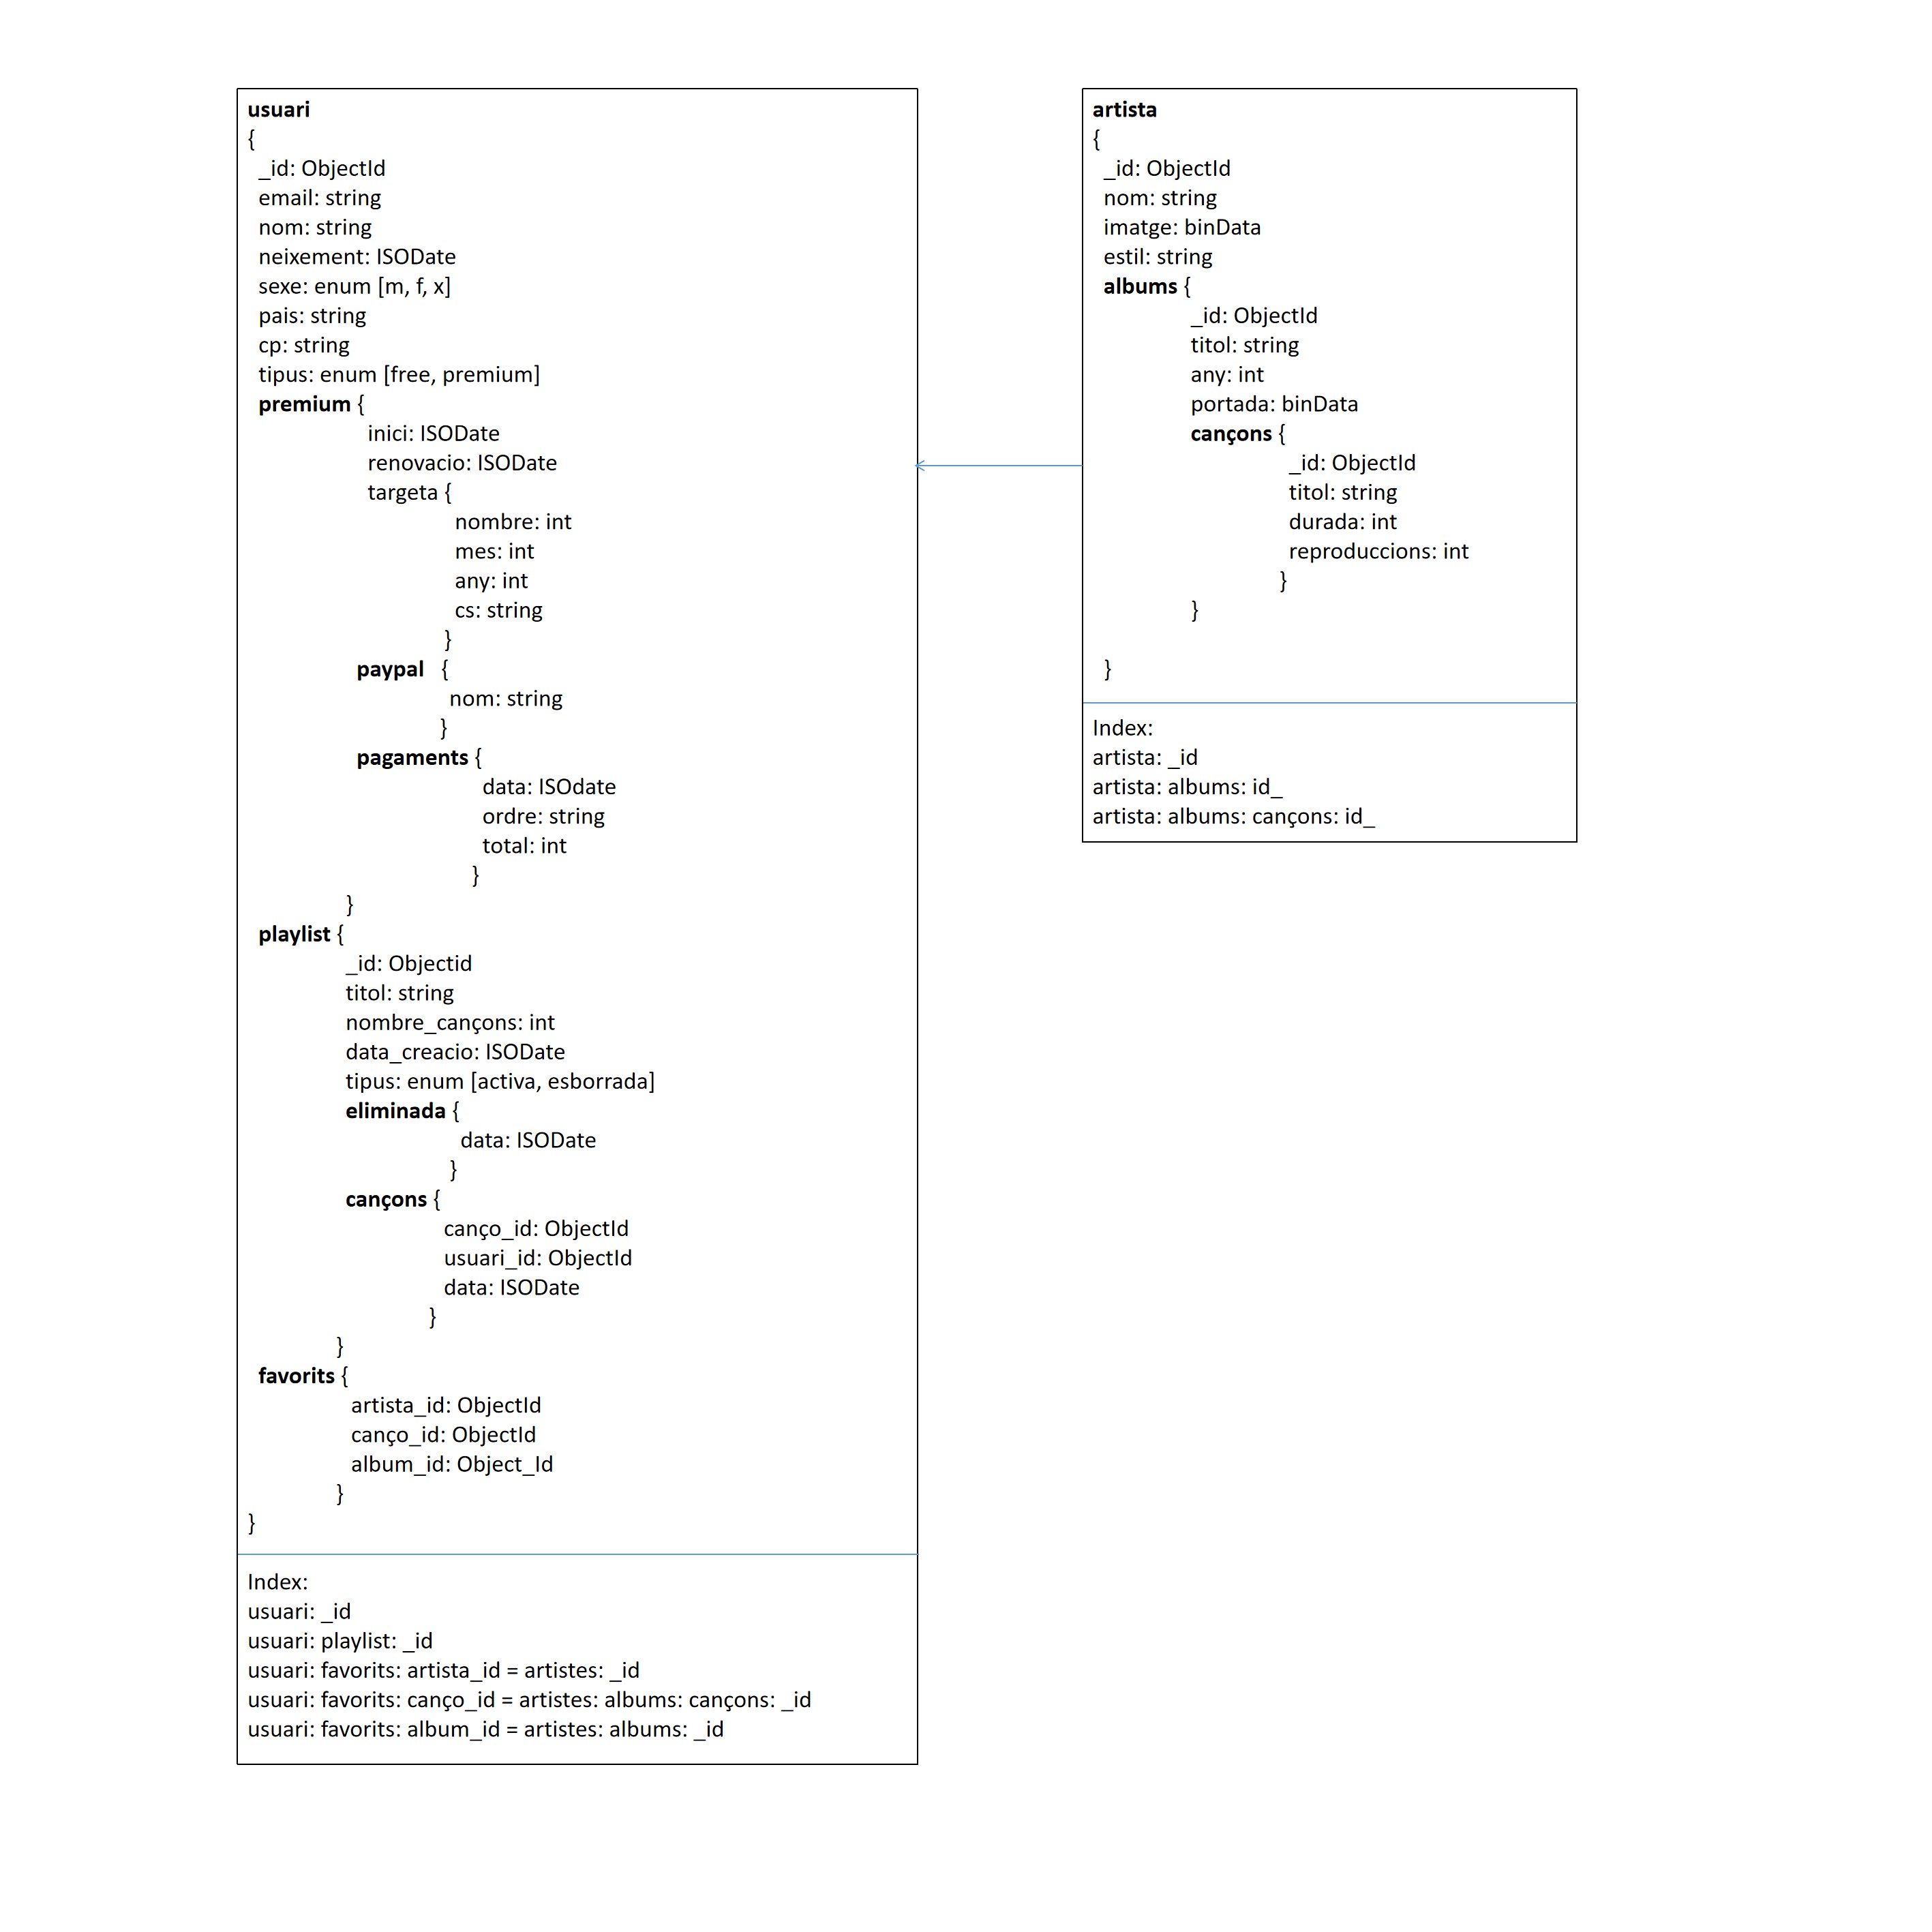 usuari
{
_id: ObjectId
email: string
nom: string
neixement: ISODate
sexe: enum [m, f, x]
pais: string
cp: string
tipus: enum [free, premium]
premium {
inici: ISODate
renovacio: ISODate
targeta {
nombre: int
mes: int
any: int
cs: string
}
paypal {
nom: string
}
pagaments {
data: ISOdate
ordre: string
total: int
}
}
playlist {
_id: Objectid
titol: string
nombre_cançons: int
data_creacio: ISODate
tipus: enum [activa, esborrada]
eliminada {
data: ISODate
}
cançons {
canço_id: ObjectId
usuari_id: ObjectId
data: ISODate
}
}
favorits {
artista_id: ObjectId
canço_id: ObjectId
album_id: Object_Id
}
}
Index:
usuari: _id
usuari: playlist: _id
usuari: favorits: artista_id = artistes: _id
usuari: favorits: canço_id = artistes: albums: cançons: _id
usuari: favorits: album_id = artistes: albums: _id
artista
{
_id: ObjectId
nom: string
imatge: binData
estil: string
albums {
_id: ObjectId
titol: string
any: int
portada: binData
cançons {
_id: ObjectId
titol: string
durada: int
reproduccions: int
}
}
}
Index:
artista: _id
artista: albums: id_
artista: albums: cançons: id_